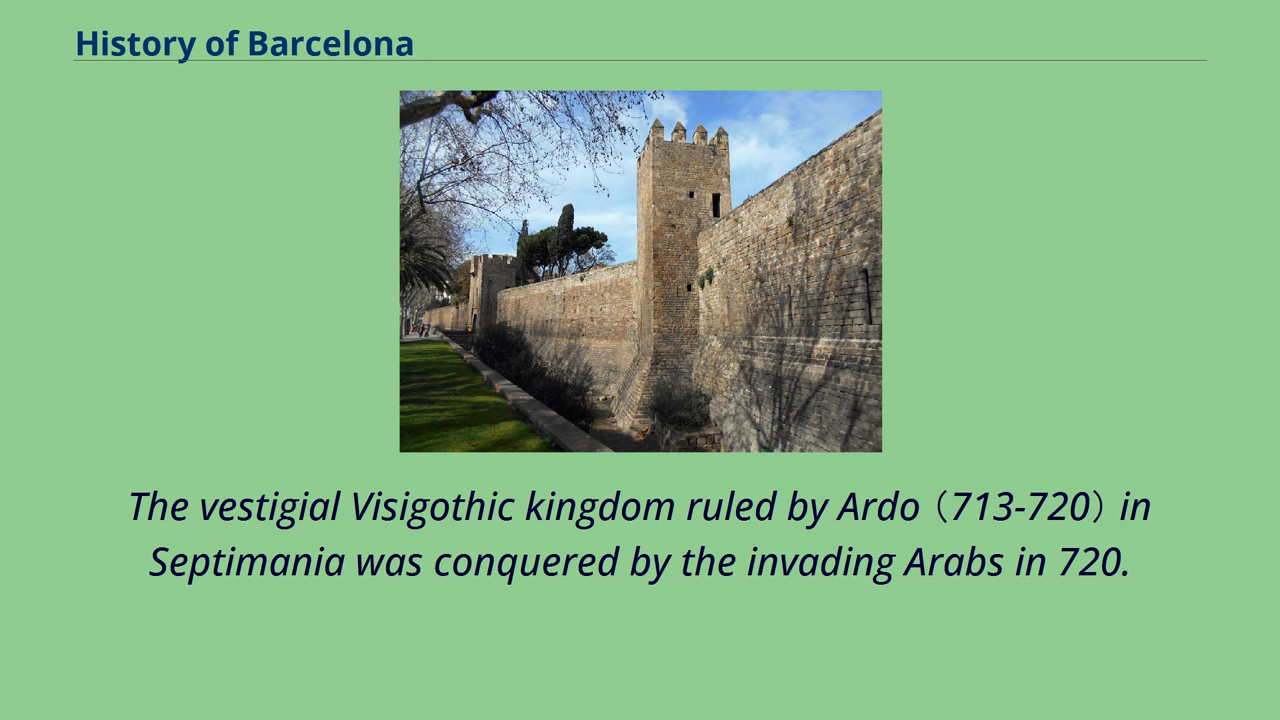 History of Barcelona
The vestigial Visigothic kingdom ruled by Ardo（713-720）in
Septimania was conquered by the invading Arabs in 720.